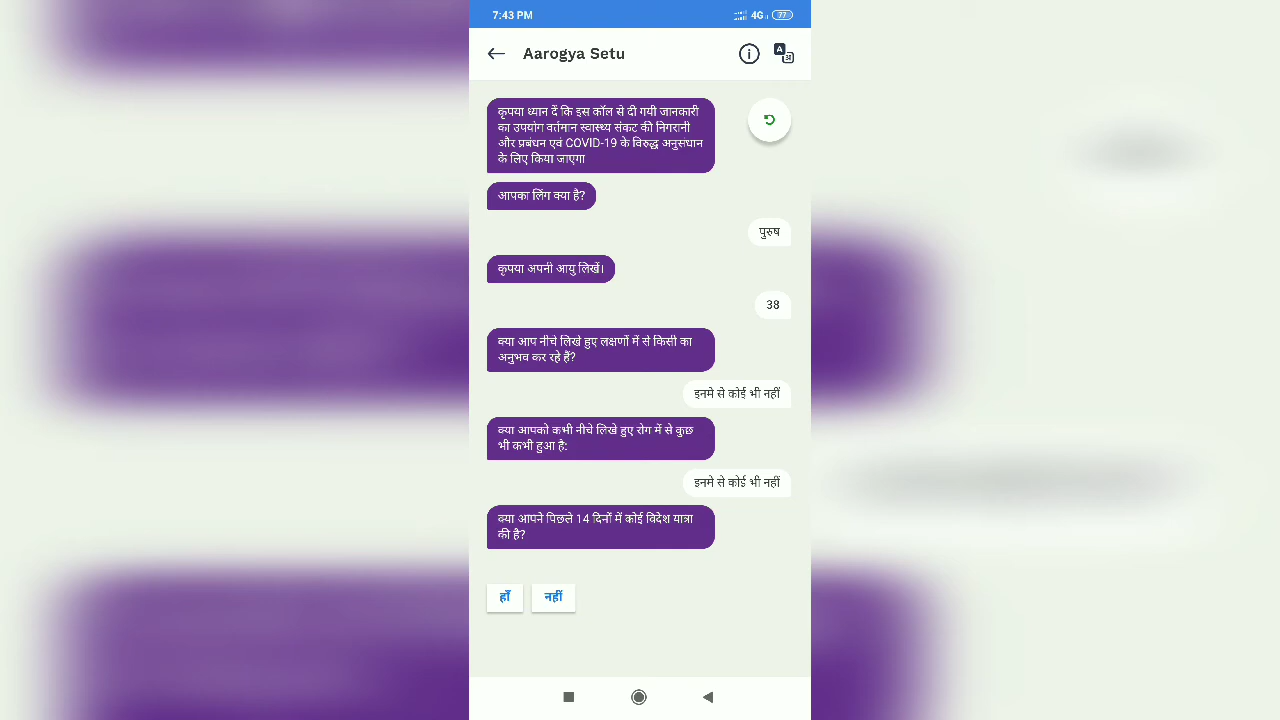 7:43 PM
4G
77
Aarogya Setu
कृपया ध्यान दें कि इस कॉल से दी गयी जानकारी
का उपयोग वर्तमान स्वास्थ्य संकट की निगरानी
और प्रबंधन एवं COVID-19 के विरुद्ध अनुसंधान
के लिए किया जाएगा
आपका लिंग क्या है?
पुरुष
कृपया अपनी आयु लिखें।
38
क्या आप नीचे लिखे हुए लक्षणों में से किसी का
अनुभव कर रहे हैं?
इनमे से कोई भी नहीं
क्या आपको कभी नीचे लिखे हुए रोग में से कुछ
भी कभी हुआ है:
इनमे से कोई भी नहीं
क्या आपने पिछले 14 दिनों में कोई विदेश यात्रा
की है?
हाँ
नहीं